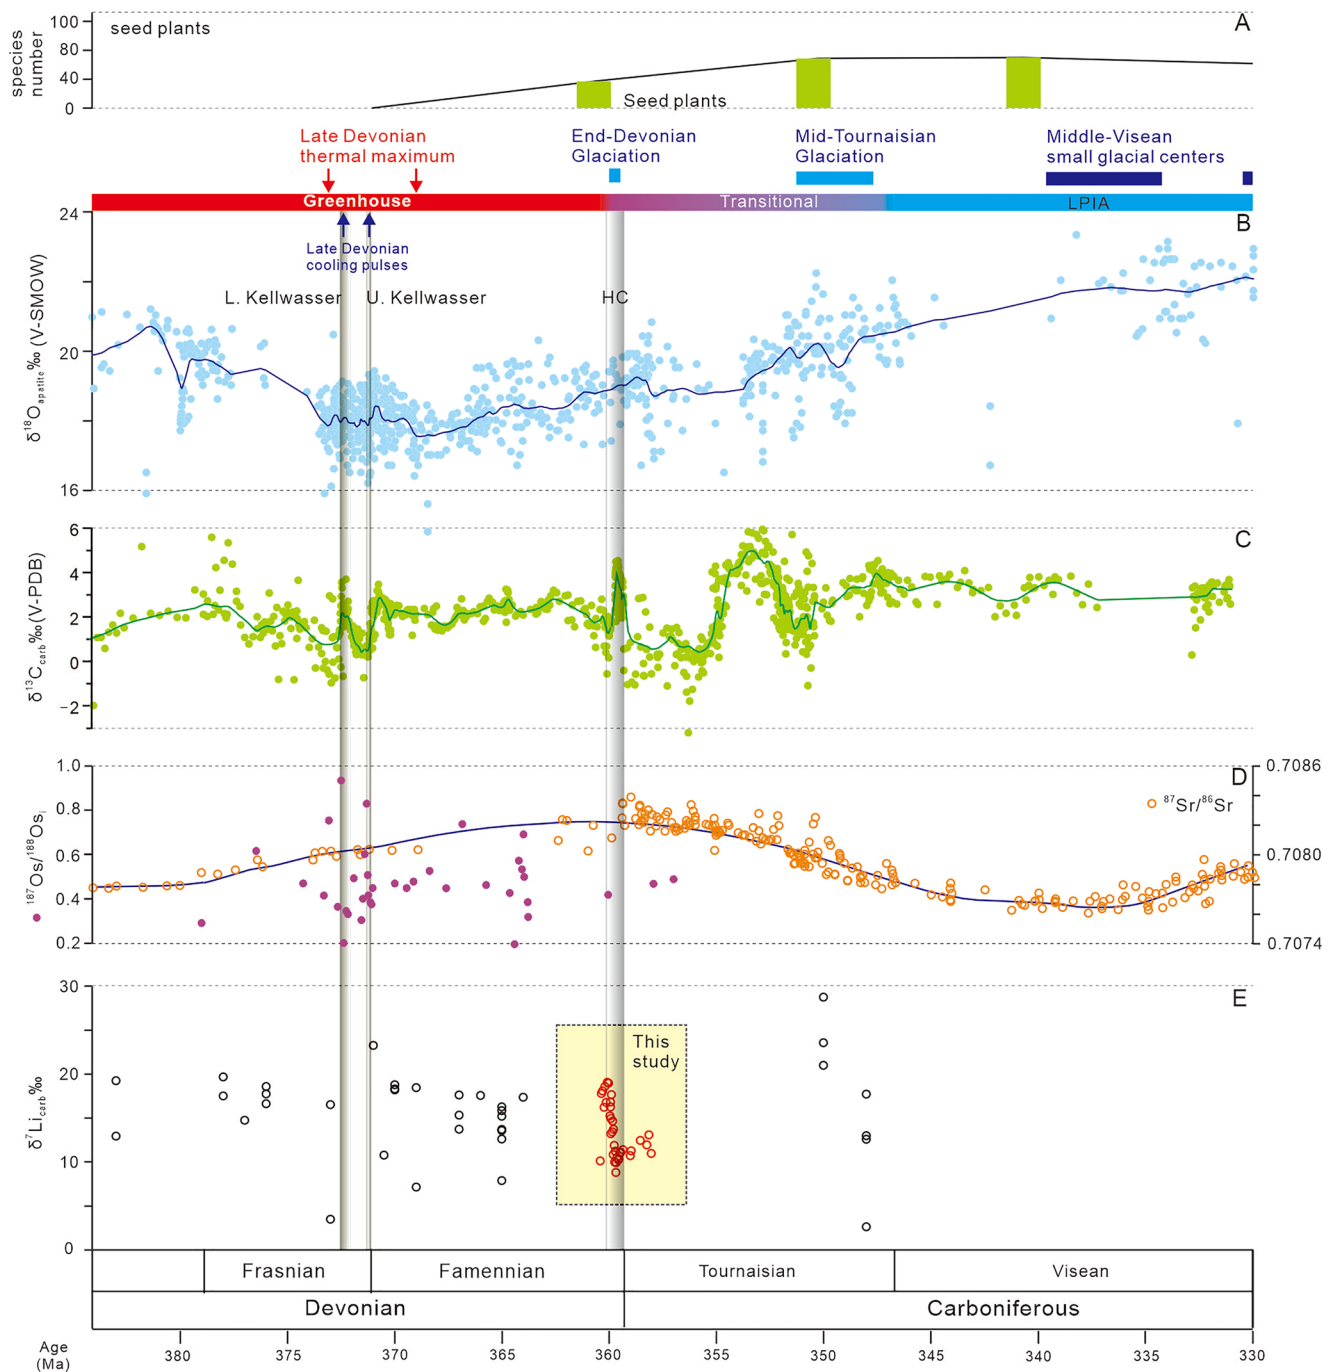 A
seed plants
species
number
100
80
40
0
Seed plants
Late Devonian
thermal maximum
End-Devonian
Glaciation
Mid-Tournaisian
Glaciation
Middle-Visean
small glacial centers
Greenhouse
Transitional
LPIA
B
δ¹⁸Oapatite‰(V-SMOW)
24
20
16
Late Devonian
cooling pulses
L. Kellwasser
U. Kellwasser
HC
C
δ¹³Ccarb‰(V-PDB)
6
4
2
0
−2
D
¹⁸⁷Os/¹⁸⁸Osi
1.0
0.8
0.6
0.4
0.2
⁸⁷Sr/⁸⁶Sr
0.7086
0.7080
0.7074
E
δ⁷Licarb‰
30
20
10
0
This
study
Frasnian
Famennian
Tournaisian
Visean
Devonian
Carboniferous
Age
(Ma)
380
375
370
365
360
355
350
345
340
335
330